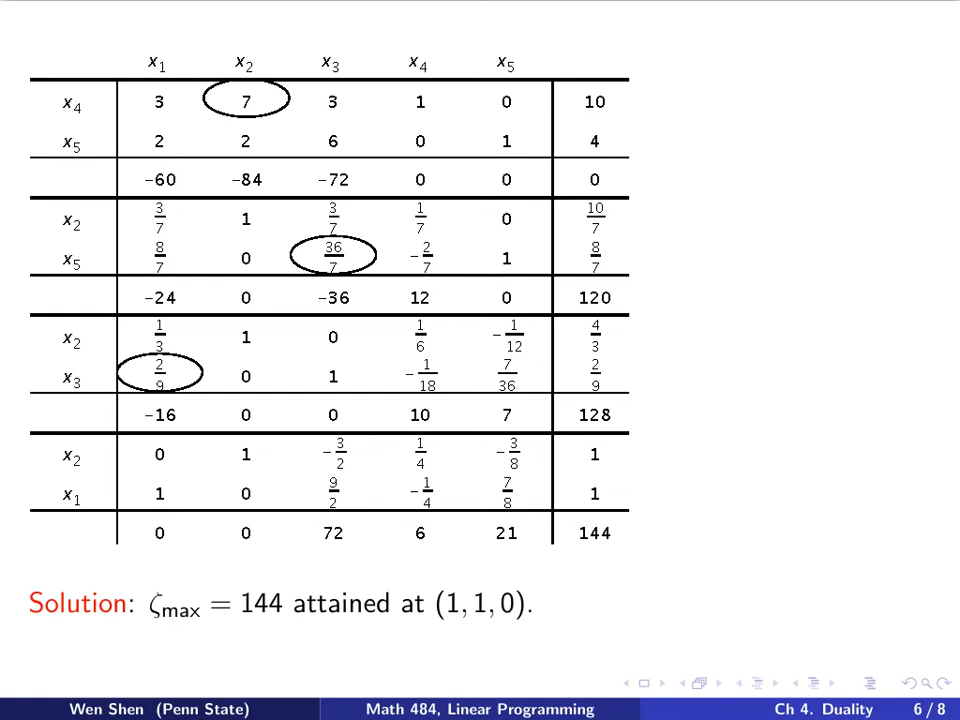 x1 x2 x3 x4 x5
x4 3 7 3 1 0 10
x5 2 2 6 0 1 4
-60 -84 -72 0 0 0
x2 3/7 1 3/7 1/7 0 10/7
x5 8/7 0 36/7 -2/7 1 8/7
-24 0 -36 12 0 120
x2 1/3 1 0 1/6 -1/12 4/3
x3 2/9 0 1 -1/18 7/36 2/9
-16 0 0 10 7 128
x2 0 1 -3/2 1/4 -3/8 1
x1 1 0 9/2 -1/4 7/8 1
0 0 72 6 21 144
Solution: ζmax = 144 attained at (1, 1, 0).
Wen Shen (Penn State) Math 484, Linear Programming Ch 4. Duality 6 / 8